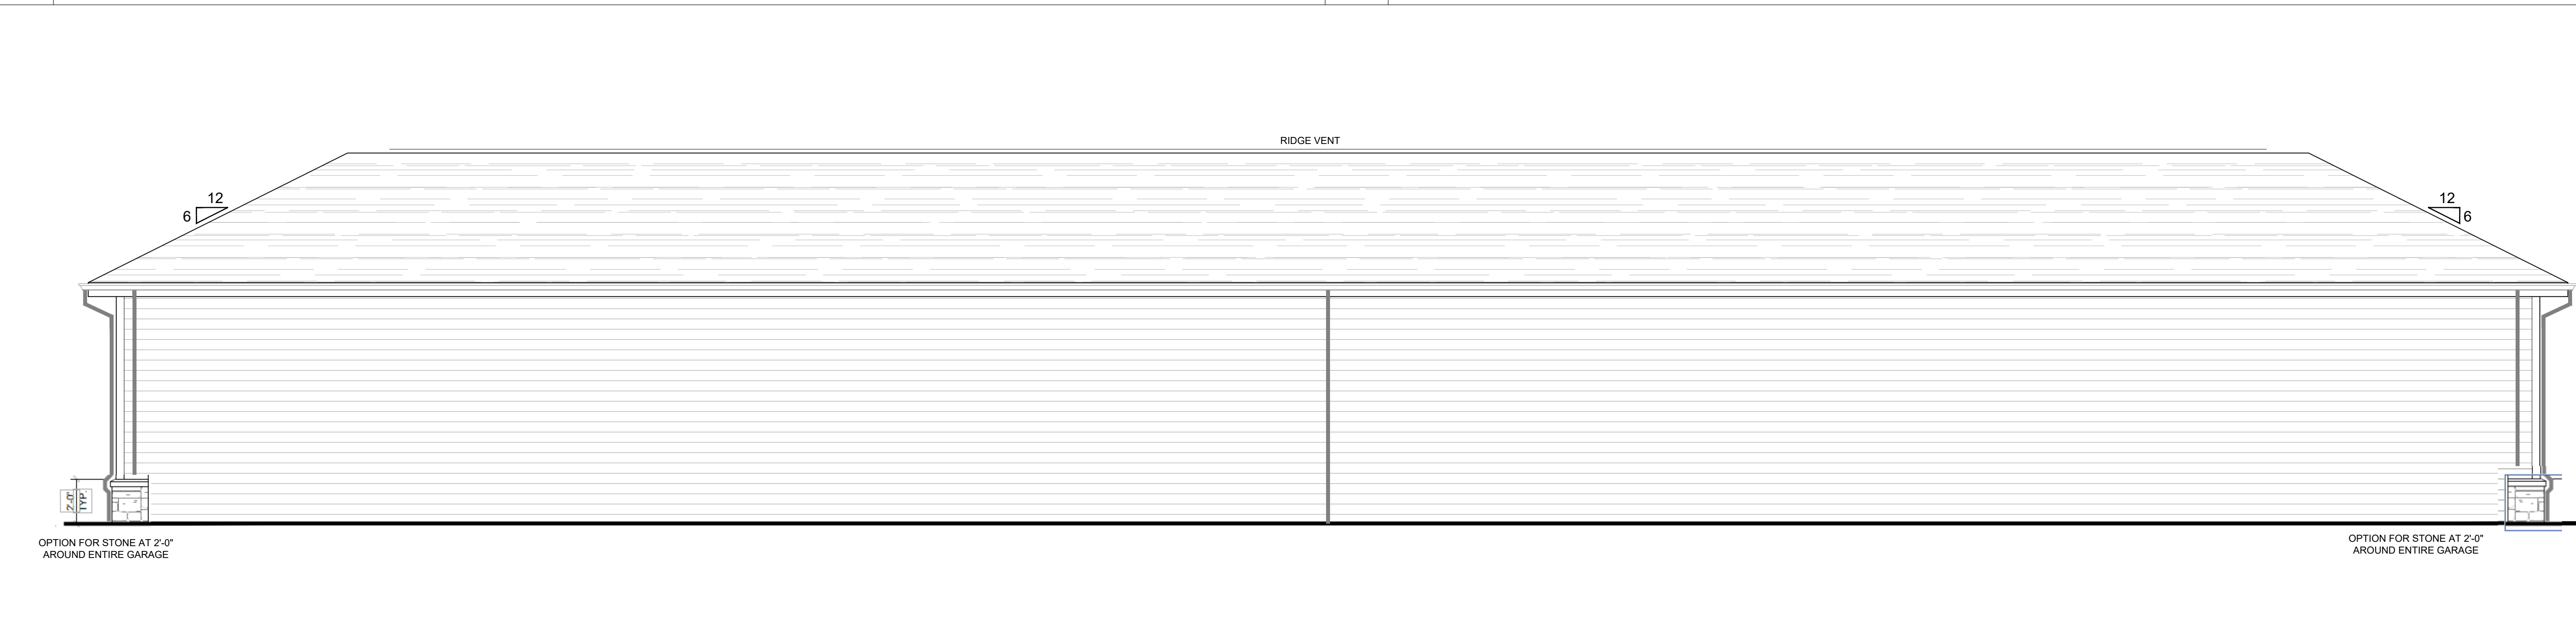 RIDGE VENT
12
6
12
6
2'-0"
TYP.
OPTION FOR STONE AT 2'-0"
AROUND ENTIRE GARAGE
OPTION FOR STONE AT 2'-0"
AROUND ENTIRE GARAGE